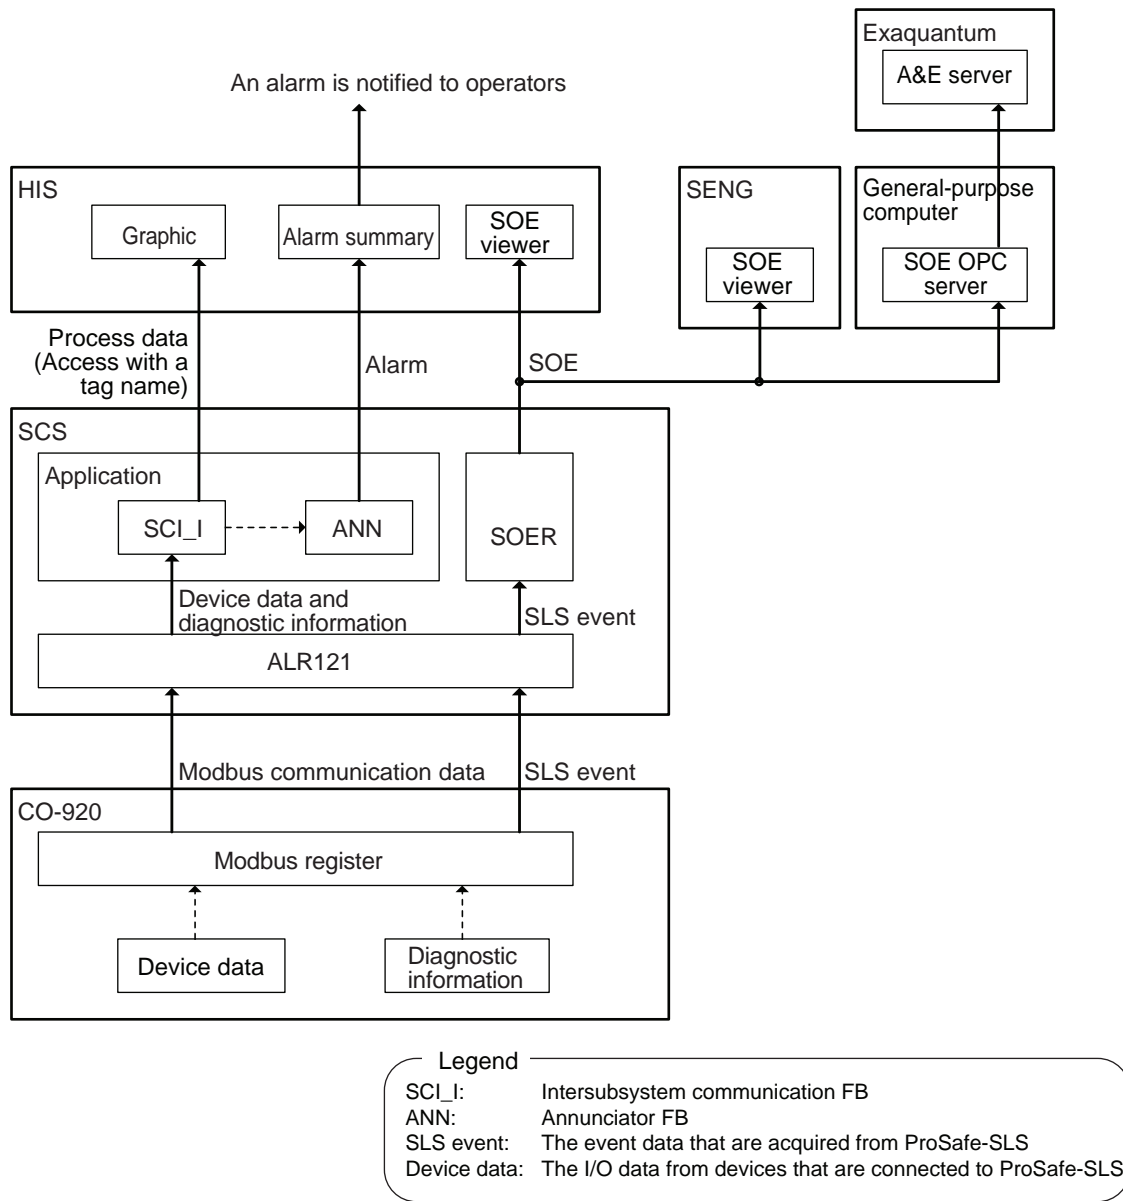 Exaquantum
A&E server
An alarm is notified to operators
HIS
Graphic
Alarm summary
SOE
viewer
SENG
SOE
viewer
General-purpose
computer
SOE OPC
server
Process data
(Access with a
tag name)
Alarm
SOE
SCS
Application
SCI_I
ANN
SOER
Device data and
diagnostic information
SLS event
ALR121
Modbus communication data
SLS event
CO-920
Modbus register
Device data
Diagnostic
information
Legend
SCI_I: Intersubsystem communication FB
ANN: Annunciator FB
SLS event: The event data that are acquired from ProSafe-SLS
Device data: The I/O data from devices that are connected to ProSafe-SLS